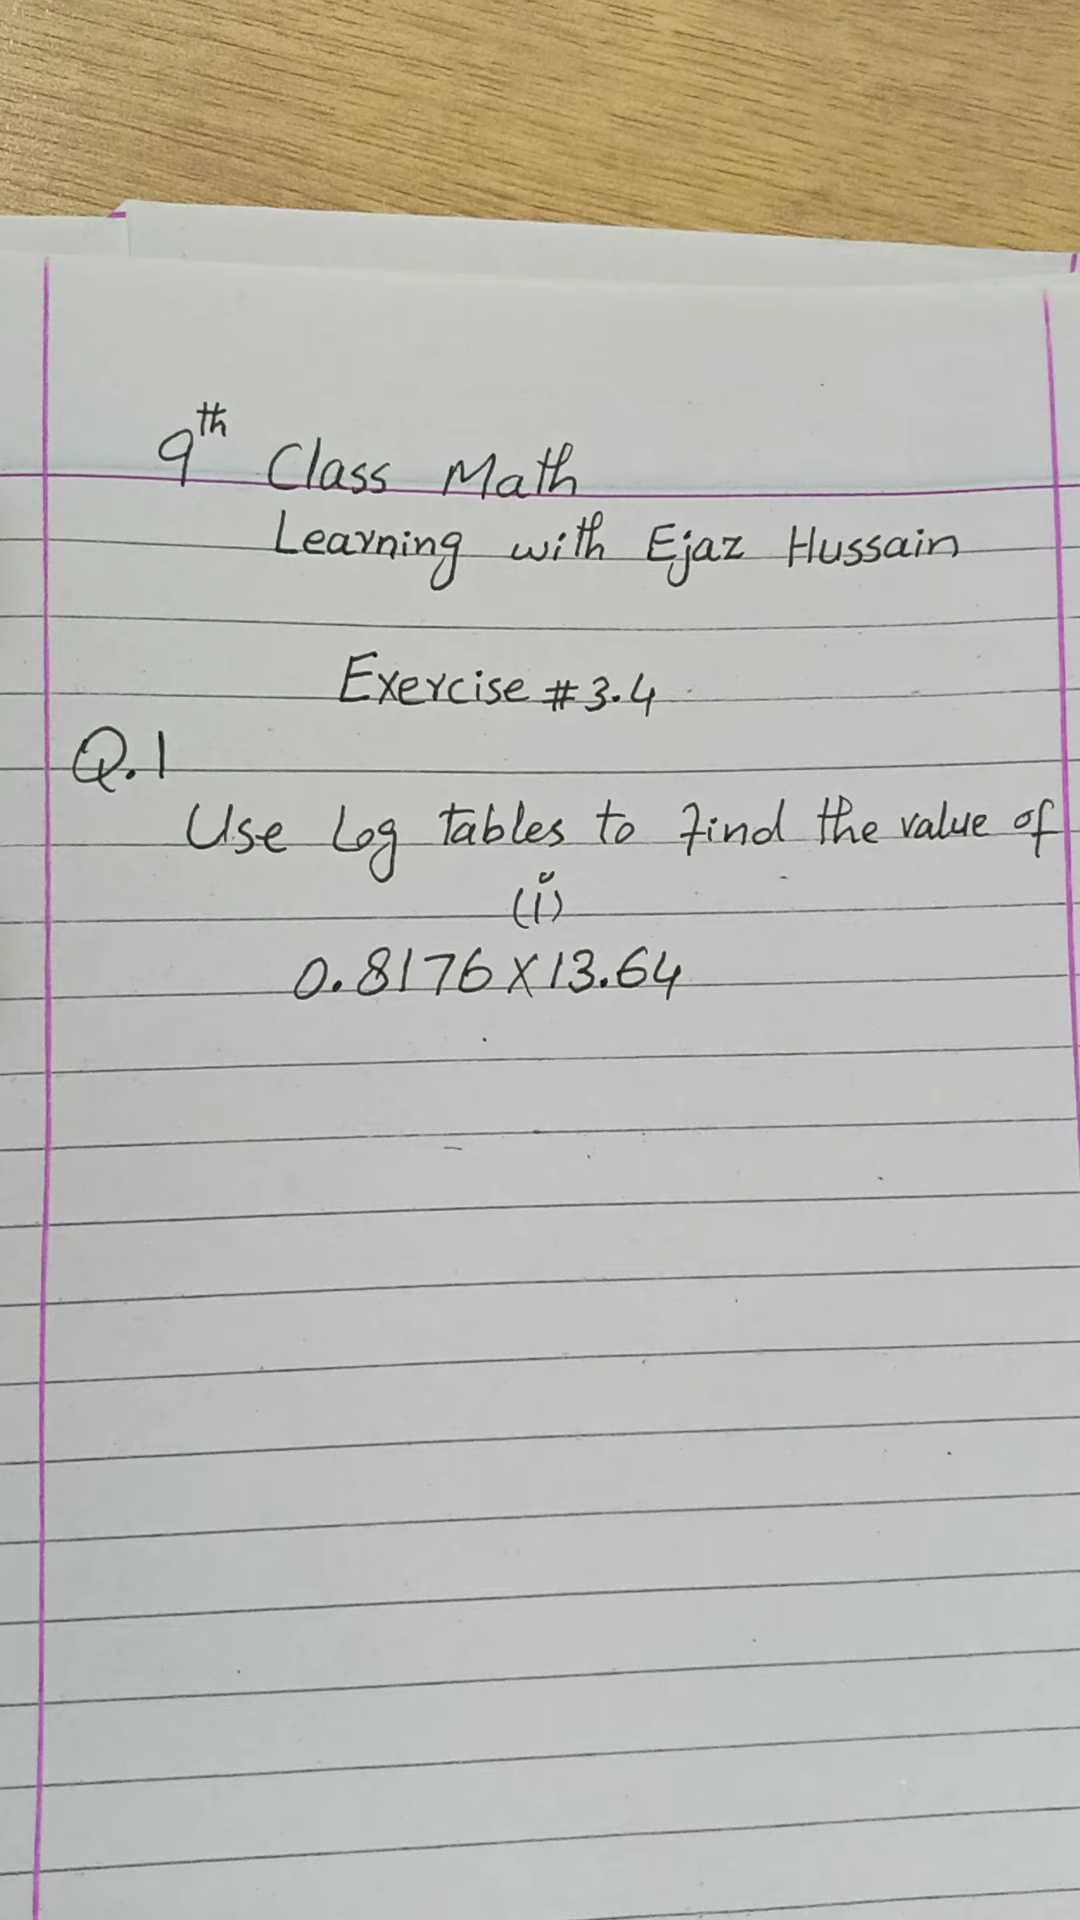 9th Class Math
Learning with Ejaz Hussain
Exercise # 3.4
Q.1
Use Log tables to find the value of
(i)
0.8176 X 13.64